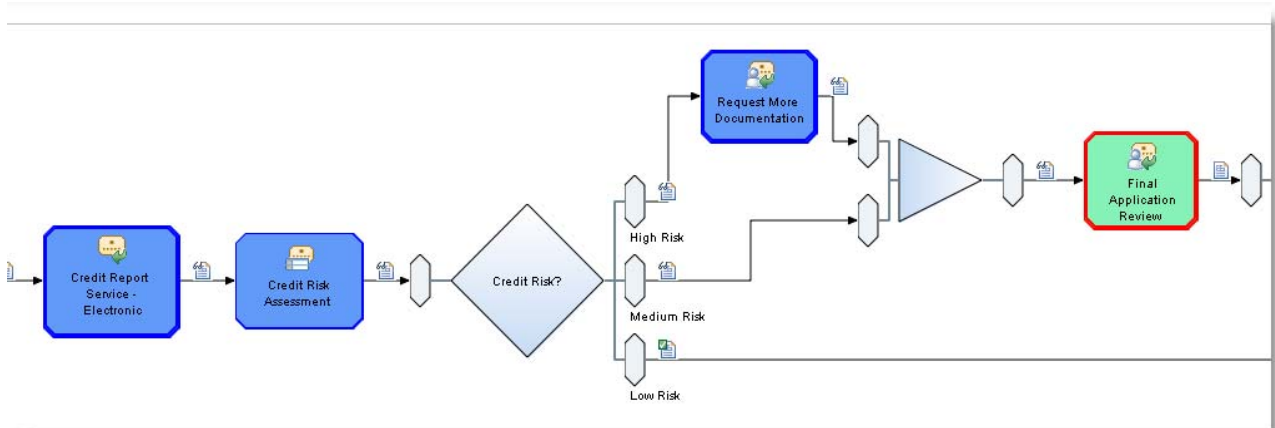 Request More
Documentation
Final
Application
Review
High Risk
Credit Report
Service -
Electronic
Credit Risk
Assessment
Credit Risk?
Medium Risk
Low Risk